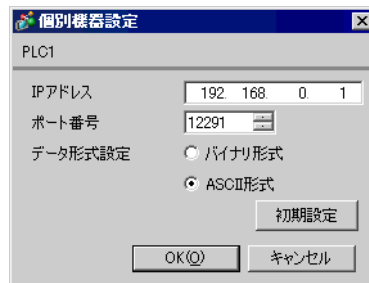 個別機器設定
PLC1
IPアドレス 192. 168. 0. 1
ポート番号 12291
データ形式設定 バイナリ形式
ASCII形式
初期設定
OK(O) キャンセル